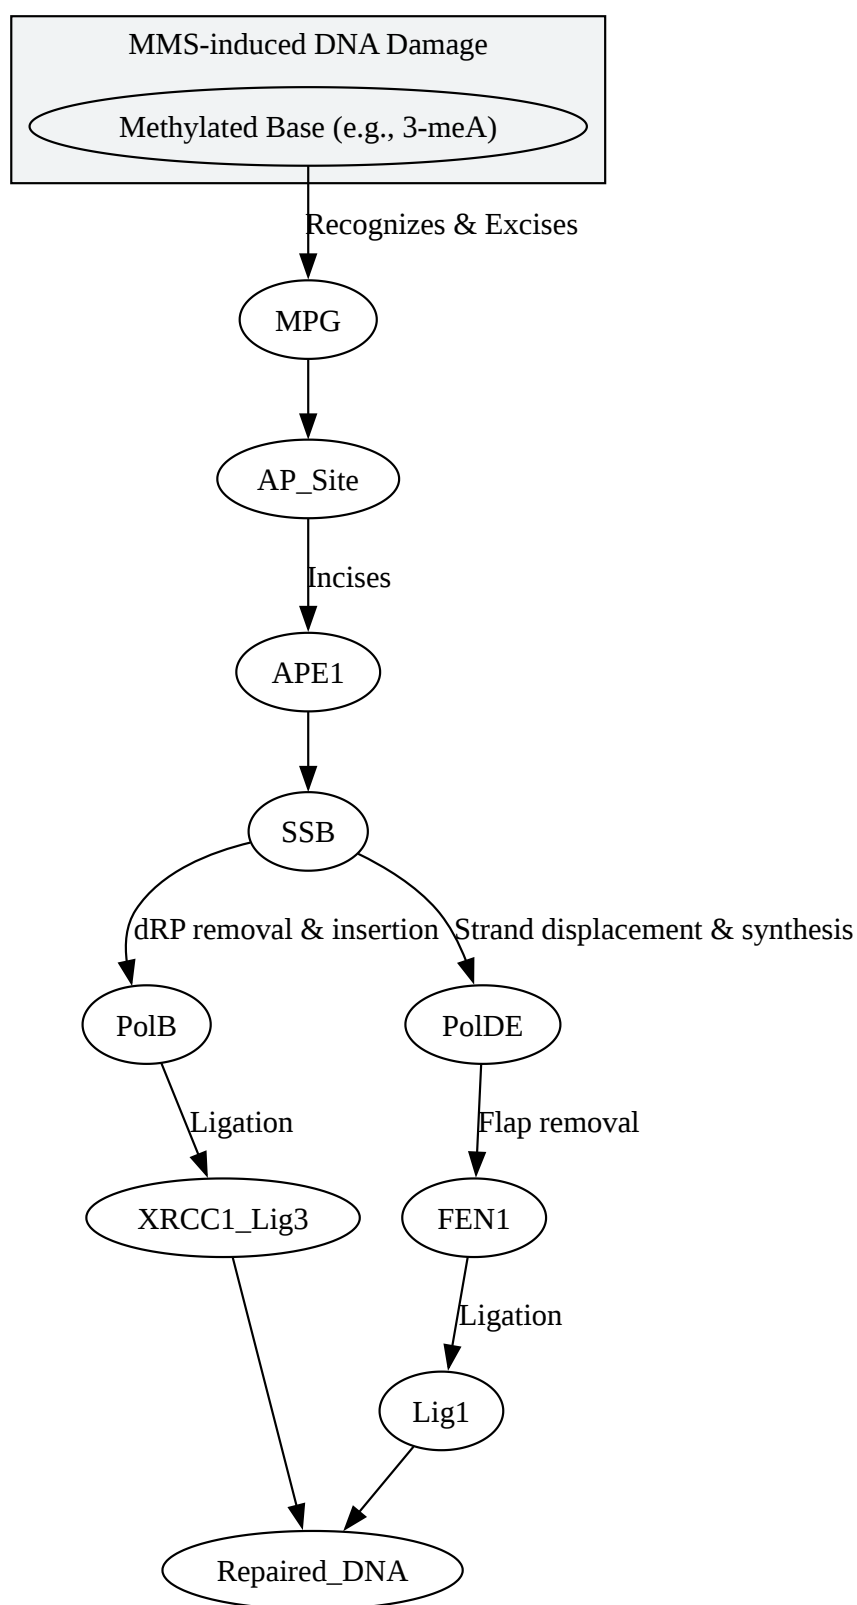 MMS-induced DNA Damage
Methylated Base (e.g., 3-meA)
Recognizes & Excises
MPG
AP_Site
Incises
APE1
SSB
dRP removal & insertion
Strand displacement & synthesis
PolB
PolDE
Ligation
Flap removal
XRCC1_Lig3
FEN1
Ligation
Lig1
Repaired_DNA